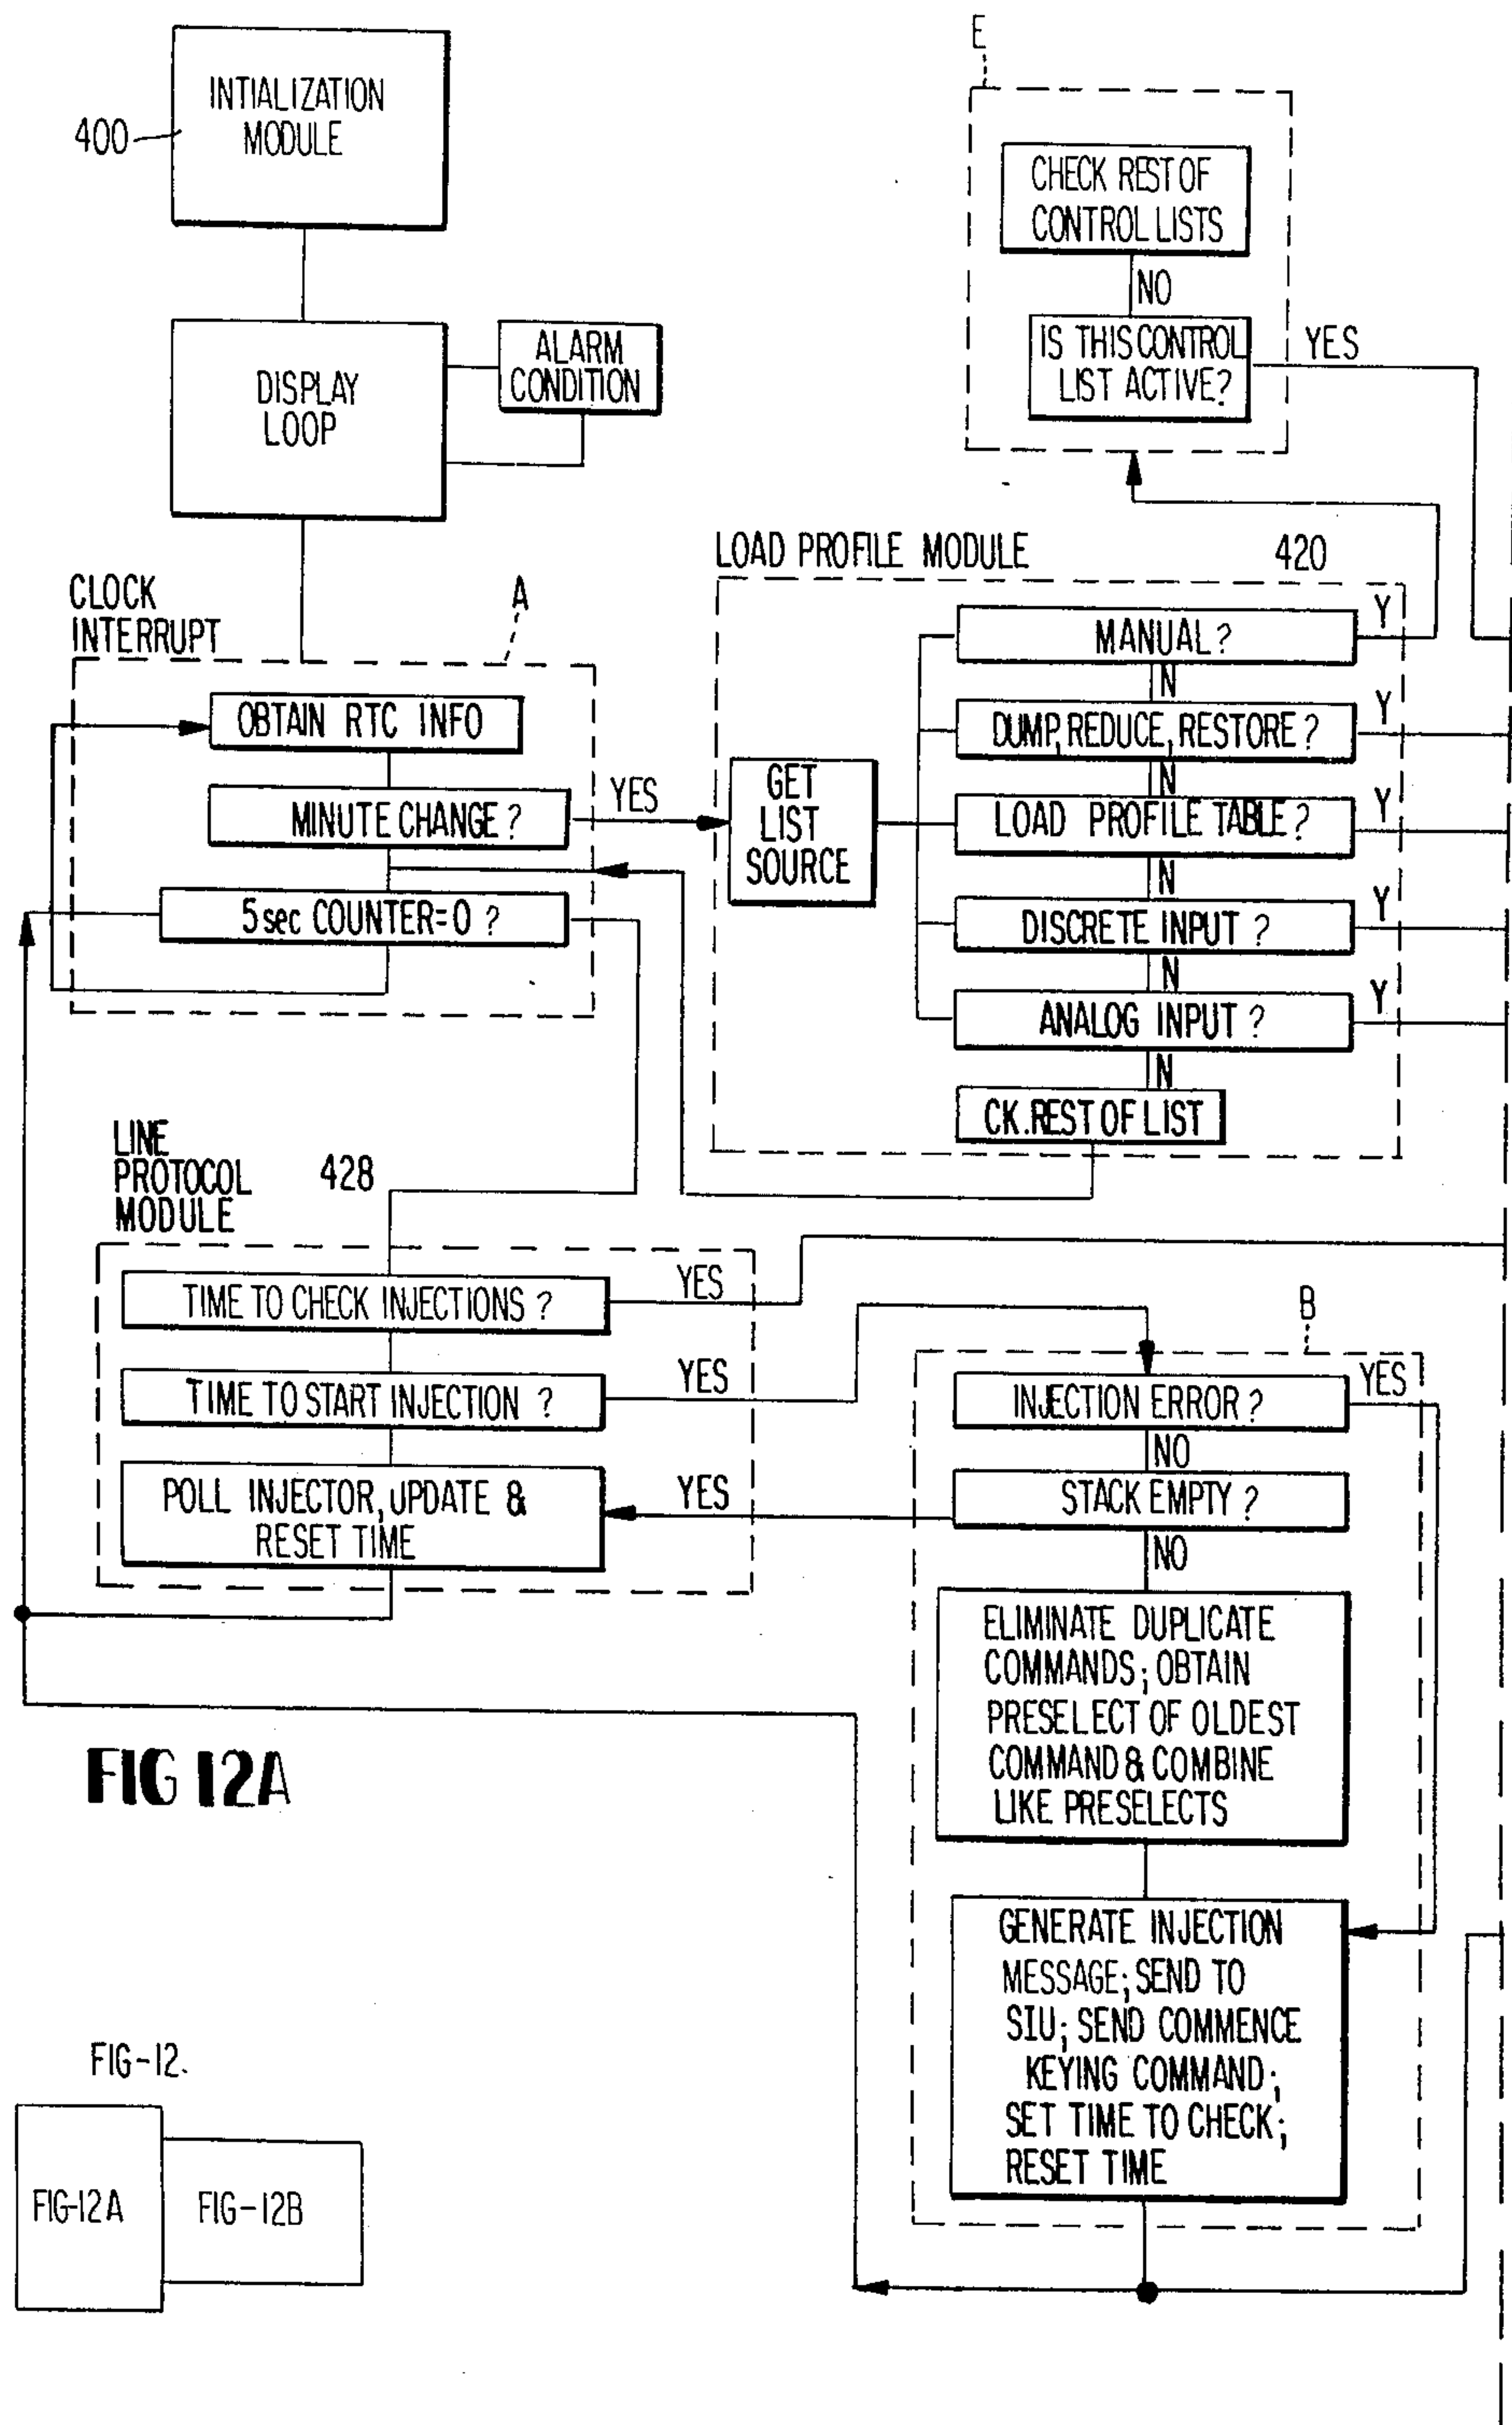 INTIALIZATION
MODULE
400
DISPLAY
LOOP
ALARM
CONDITION
E
CHECK REST OF
CONTROL LISTS
NO
IS THIS CONTROL
LIST ACTIVE?
YES
CLOCK
INTERRUPT
A
OBTAIN RTC INFO
MINUTE CHANGE?
YES
5 sec COUNTER=0 ?
LOAD PROFILE MODULE
420
GET
LIST
SOURCE
MANUAL?
Y
N
DUMP, REDUCE, RESTORE?
Y
N
LOAD PROFILE TABLE?
Y
N
DISCRETE INPUT ?
Y
N
ANALOG INPUT ?
Y
N
CK. REST OF LIST
LINE
PROTOCOL
MODULE
428
TIME TO CHECK INJECTIONS ?
YES
TIME TO START INJECTION ?
YES
POLL INJECTOR, UPDATE &
RESET TIME
YES
B
INJECTION ERROR?
YES
NO
STACK EMPTY ?
NO
ELIMINATE DUPLICATE
COMMANDS; OBTAIN
PRESELECT OF OLDEST
COMMAND & COMBINE
LIKE PRESELECTS
GENERATE INJECTION
MESSAGE; SEND TO
SIU; SEND COMMENCE
KEYING COMMAND;
SET TIME TO CHECK;
RESET TIME
FIG 12A
FIG-12.
FIG-12A
FIG-12B